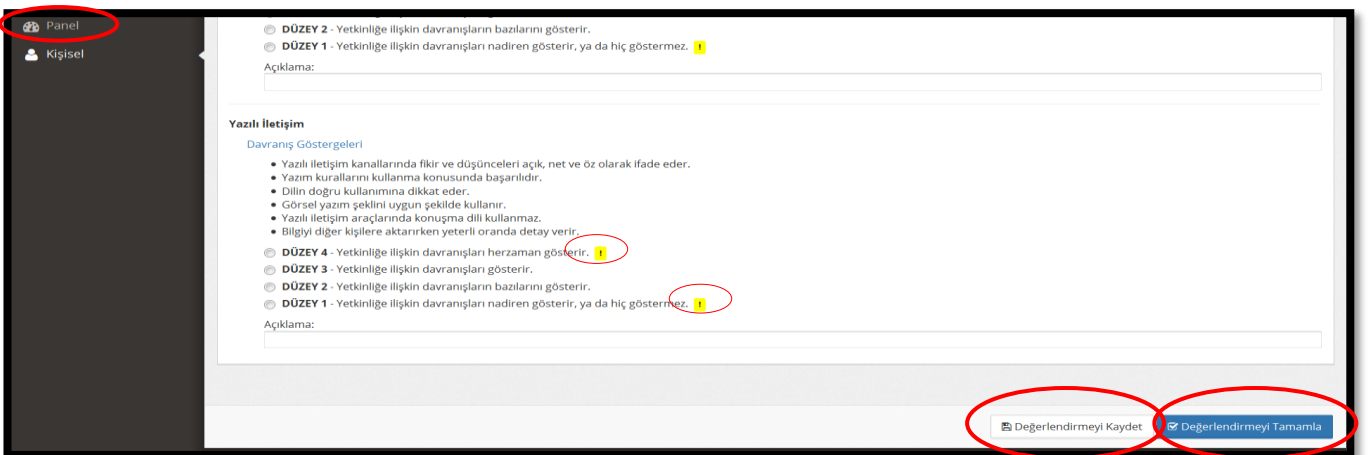 Panel
Kişisel
DÜZEY 2 - Yetkinliğe ilişkin davranışların bazılarını gösterir.
DÜZEY 1 - Yetkinliğe ilişkin davranışları nadiren gösterir, ya da hiç göstermez. !
Açıklama:
Yazılı İletişim
Davranış Göstergeleri
• Yazılı iletişim kanallarında fikir ve düşünceleri açık, net ve öz olarak ifade eder.
• Yazım kurallarını kullanma konusunda başarılıdır.
• Dilin doğru kullanımına dikkat eder.
• Görsel yazım şeklini uygun şekilde kullanır.
• Yazılı iletişim araçlarında konuşma dili kullanmaz.
• Bilgiyi diğer kişilere aktarırken yeterli oranda detay verir.
DÜZEY 4 - Yetkinliğe ilişkin davranışları herzaman gösterir. !
DÜZEY 3 - Yetkinliğe ilişkin davranışları gösterir.
DÜZEY 2 - Yetkinliğe ilişkin davranışların bazılarını gösterir.
DÜZEY 1 - Yetkinliğe ilişkin davranışları nadiren gösterir, ya da hiç göstermez. !
Açıklama:
Değerlendirmeyi Kaydet
Değerlendirmeyi Tamamla